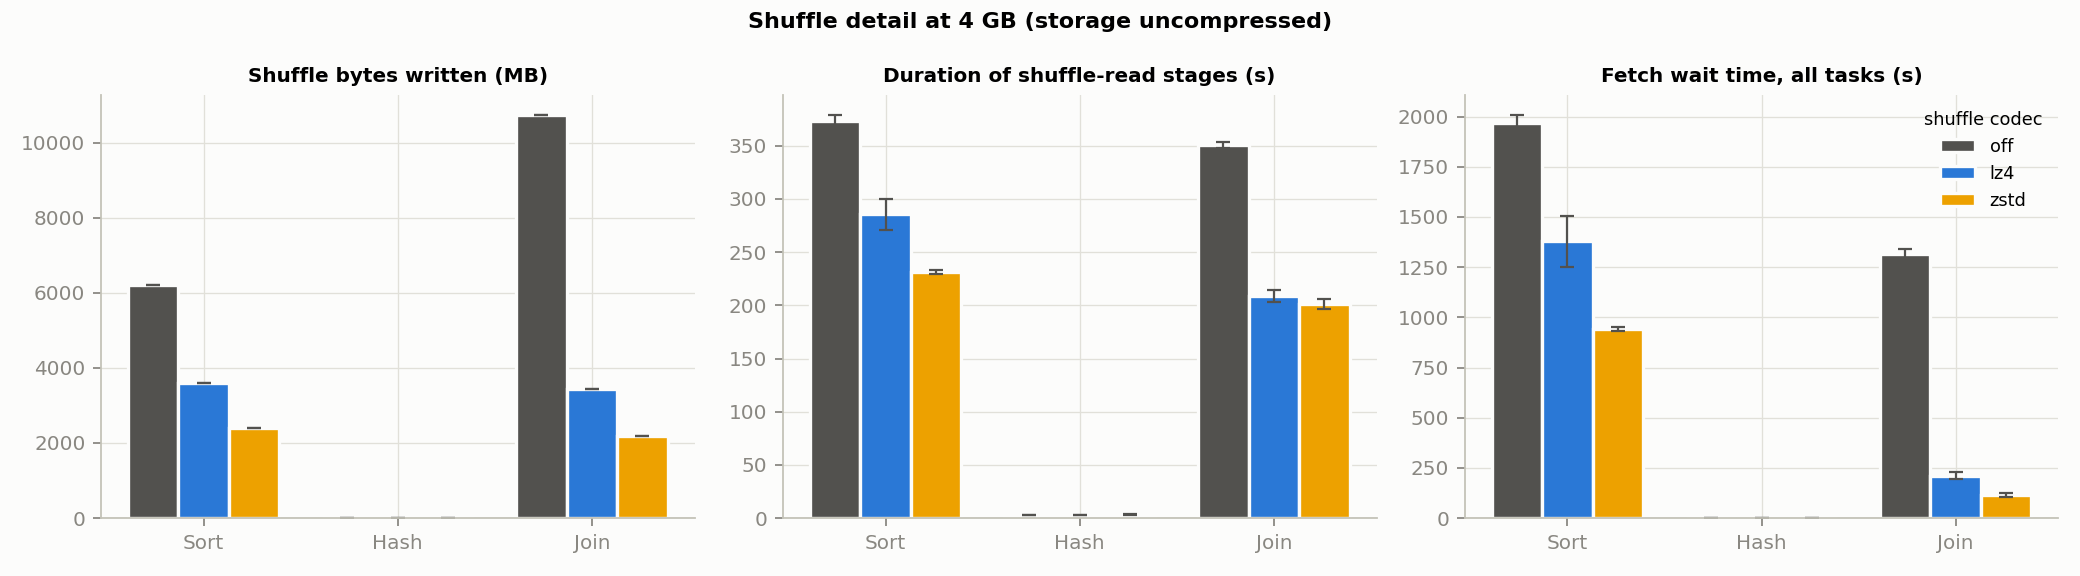 Shuffle detail at 4 GB (storage uncompressed)
Shuffle bytes written (MB)
10000
8000
6000
4000
2000
0
Sort
Hash
Join
Duration of shuffle-read stages (s)
350
300
250
200
150
100
50
0
Sort
Hash
Join
Fetch wait time, all tasks (s)
2000
1750
1500
1250
1000
750
500
250
0
Sort
Hash
Join
shuffle codec
off
lz4
zstd